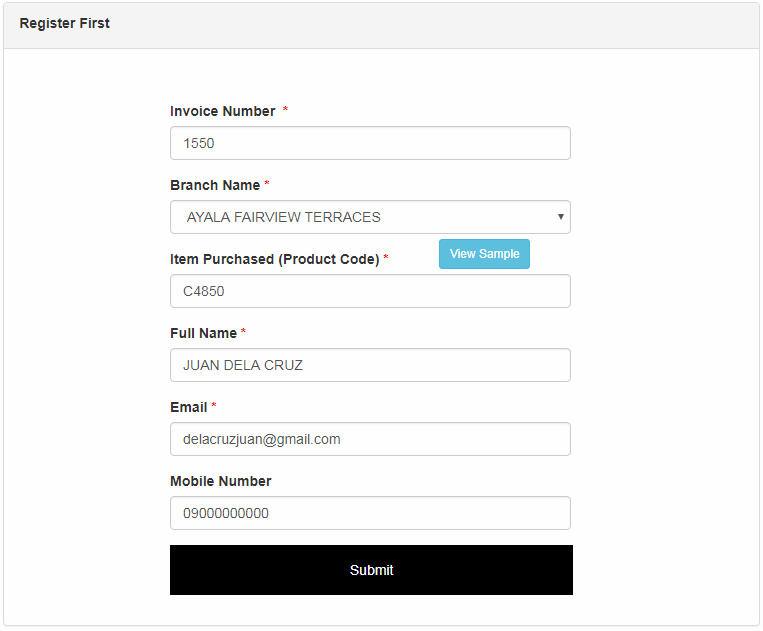 Register First
Invoice Number *
1550
Branch Name *
AYALA FAIRVIEW TERRACES
Item Purchased (Product Code) *
View Sample
C4850
Full Name *
JUAN DELA CRUZ
Email *
delacruzjuan@gmail.com
Mobile Number
09000000000
Submit